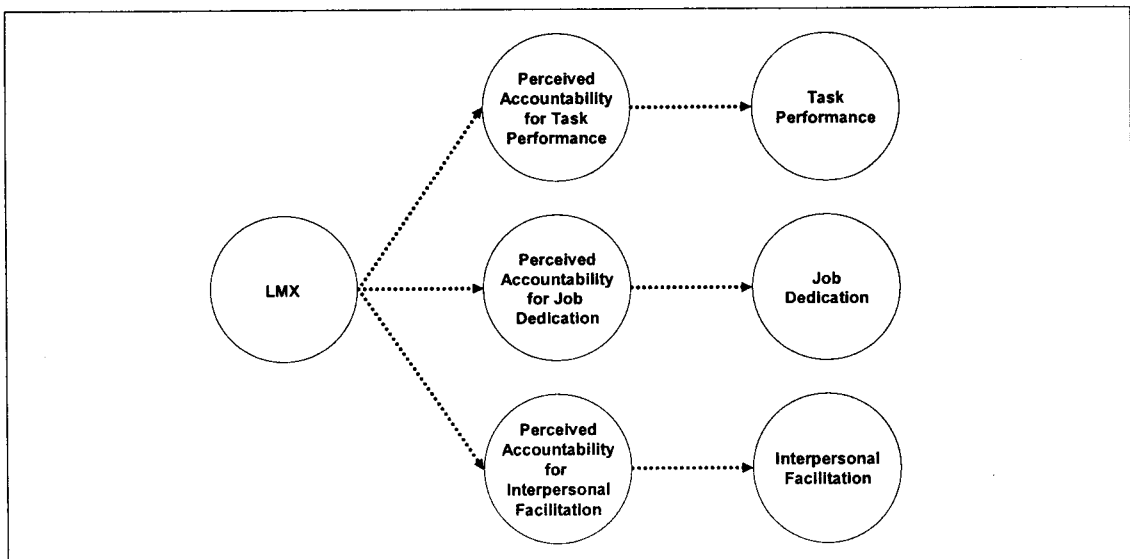 Perceived
Accountability
for Task
Performance
Task
Performance
LMX
Perceived
Accountability
for Job
Dedication
Job
Dedication
Perceived
Accountability
for
Interpersonal
Facilitation
Interpersonal
Facilitation